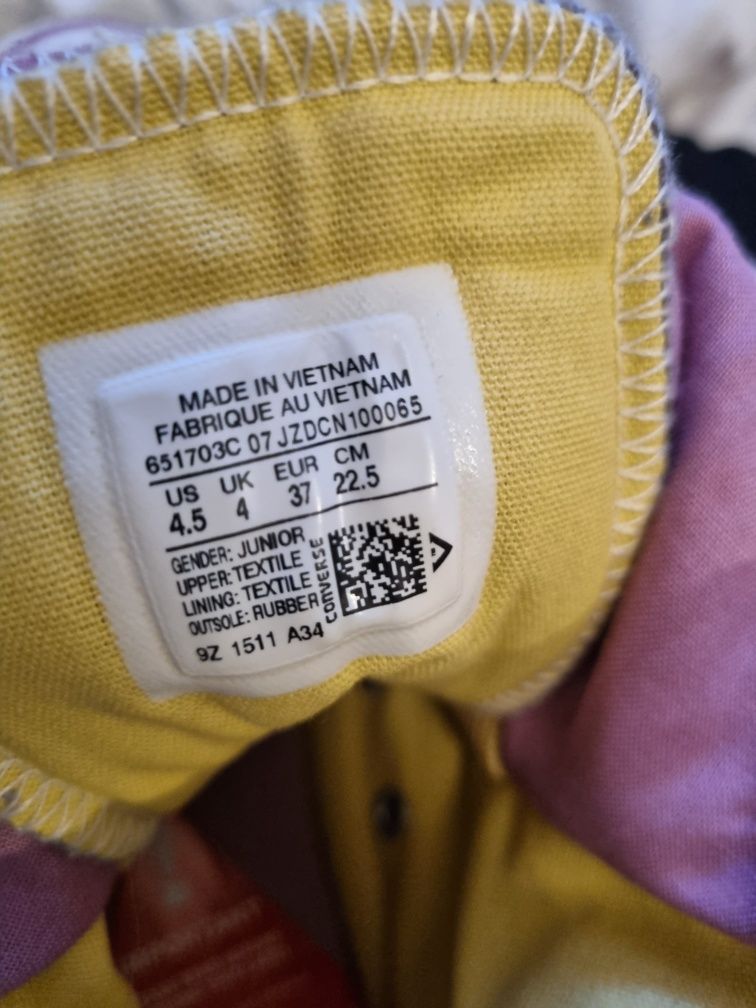 MADE IN VIETNAM
FABRIQUE AU VIETNAM
651703C 07 JZDCN100065
US UK EUR CM
4.5 4 37 22.5
GENDER: JUNIOR
UPPER: TEXTILE
LINING: TEXTILE
OUTSOLE: RUBBER
CONVERSE
9Z 1511 A34